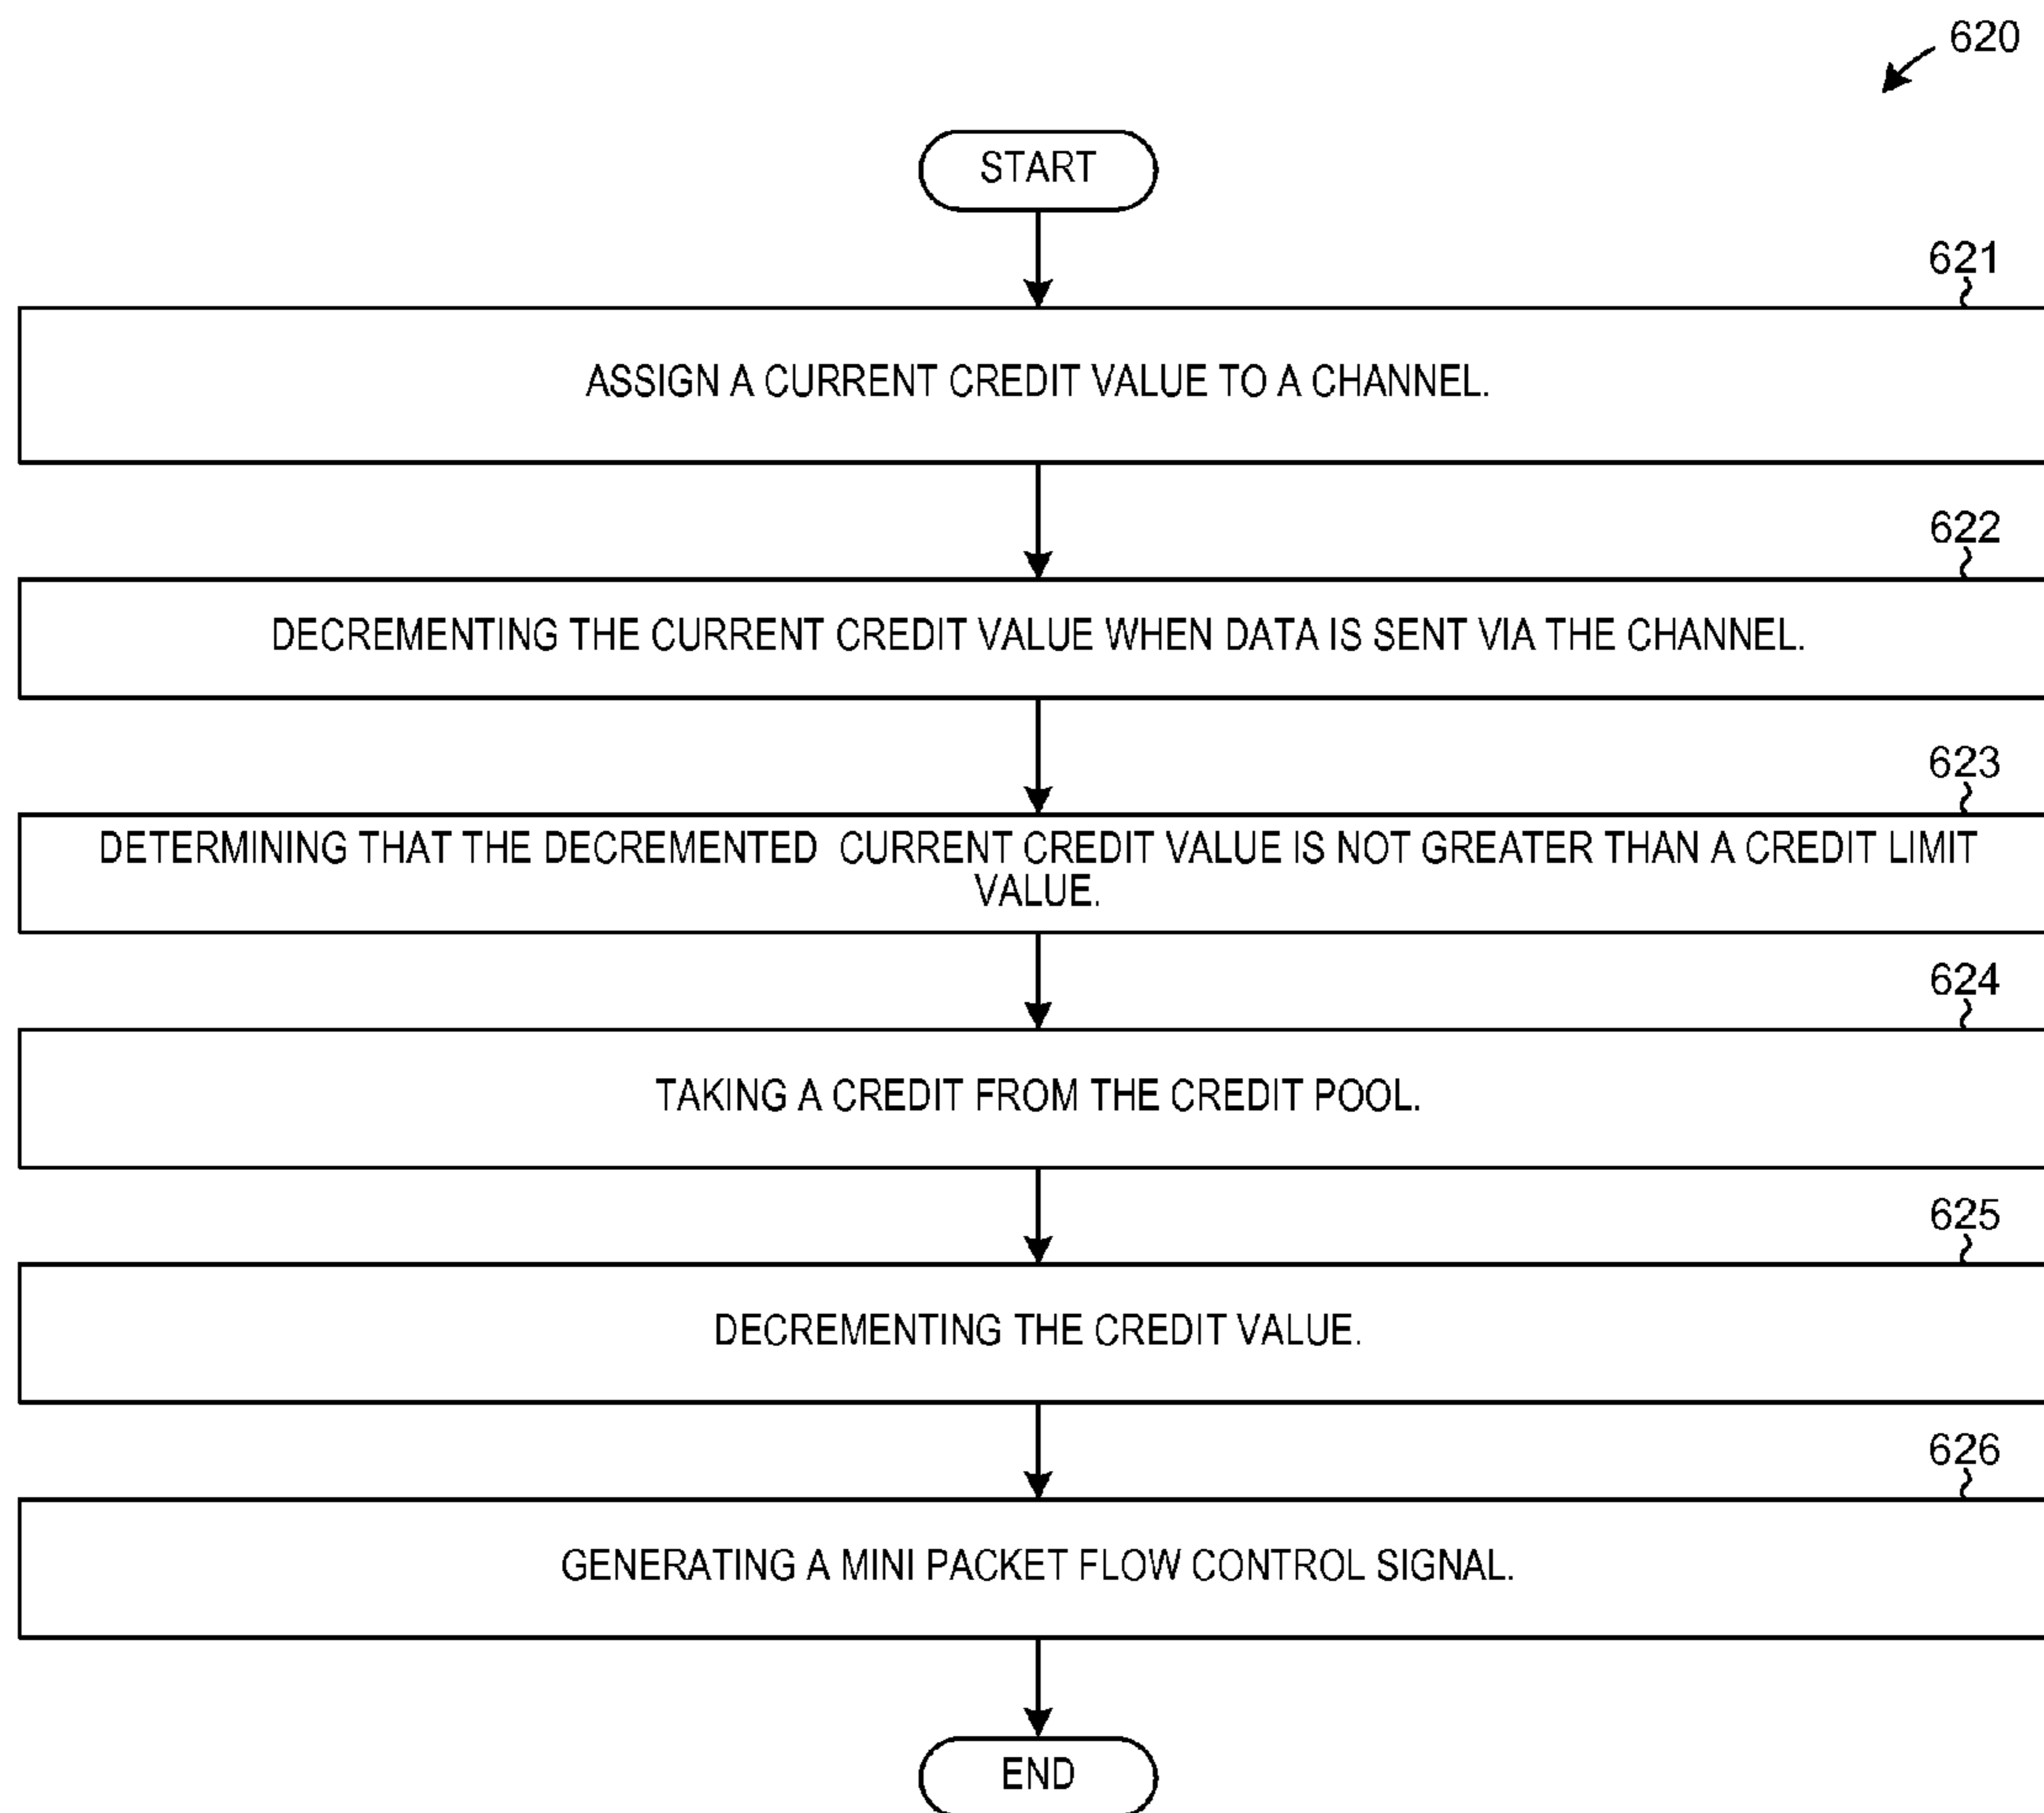 620
START
621
ASSIGN A CURRENT CREDIT VALUE TO A CHANNEL.
622
DECREMENTING THE CURRENT CREDIT VALUE WHEN DATA IS SENT VIA THE CHANNEL.
623
DETERMINING THAT THE DECREMENTED CURRENT CREDIT VALUE IS NOT GREATER THAN A CREDIT LIMIT
VALUE.
624
TAKING A CREDIT FROM THE CREDIT POOL.
625
DECREMENTING THE CREDIT VALUE.
626
GENERATING A MINI PACKET FLOW CONTROL SIGNAL.
END